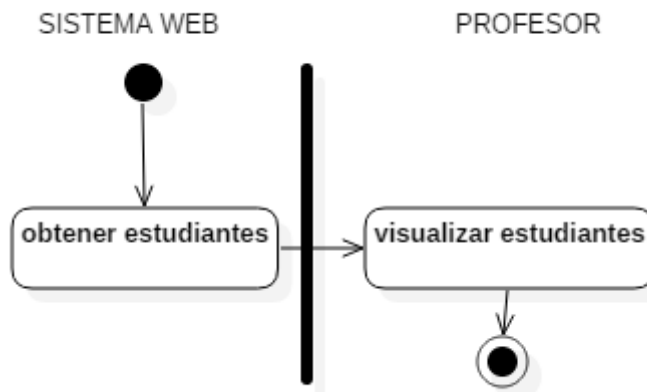 SISTEMA WEB
PROFESOR
obtener estudiantes
visualizar estudiantes